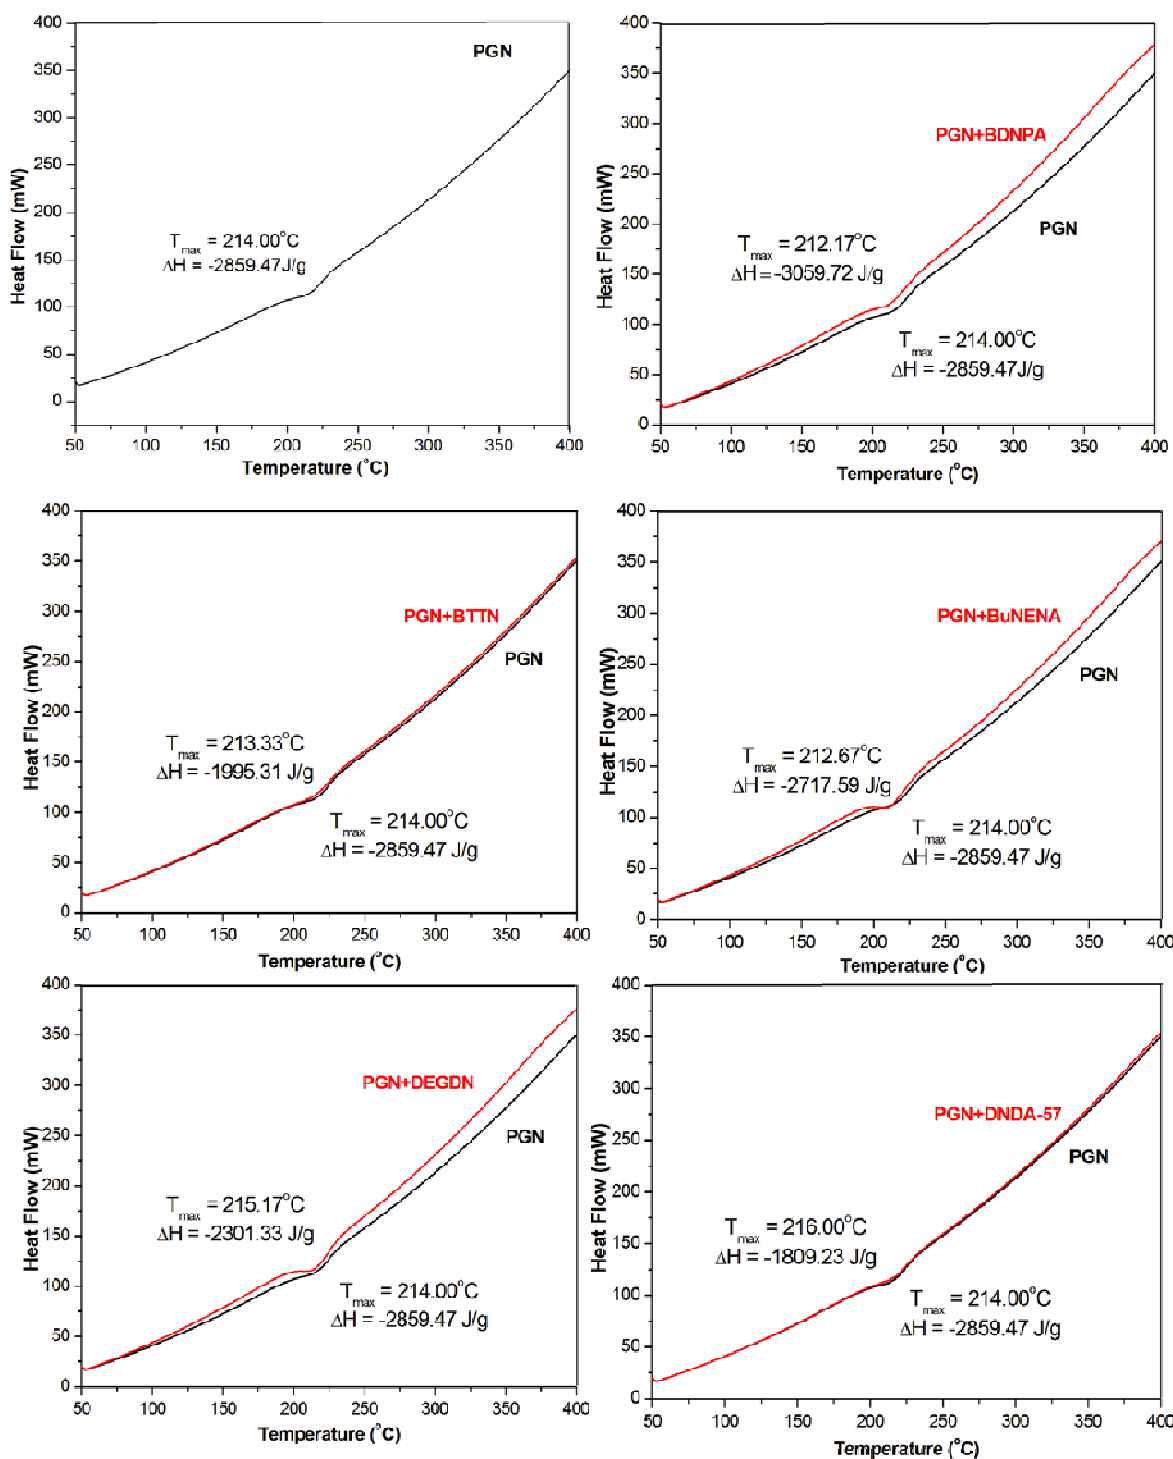 400
350
300
250
200
150
100
50
0
Heat Flow (mW)
PGN
Tmax = 214.00°C
ΔH = -2859.47J/g
50 100 150 200 250 300 350 400
Temperature (°C)
400
350
300
250
200
150
100
50
0
Heat Flow (mW)
PGN+BDNPA
PGN
Tmax = 212.17°C
ΔH = -3059.72 J/g
Tmax = 214.00°C
ΔH = -2859.47J/g
50 100 150 200 250 300 350 400
Temperature (°C)
400
350
300
250
200
150
100
50
0
Heat Flow (mW)
PGN+BTTN
PGN
Tmax = 213.33°C
ΔH = -1995.31 J/g
Tmax = 214.00°C
ΔH = -2859.47 J/g
50 100 150 200 250 300 350 400
Temperature (°C)
400
350
300
250
200
150
100
50
0
Heat Flow (mW)
PGN+BuNENA
PGN
Tmax = 212.67°C
ΔH = -2717.59 J/g
Tmax = 214.00°C
ΔH = -2859.47 J/g
50 100 150 200 250 300 350 400
Temperature (°C)
400
350
300
250
200
150
100
50
0
Heat Flow (mW)
PGN+DEGDN
PGN
Tmax = 215.17°C
ΔH = -2301.33 J/g
Tmax = 214.00°C
ΔH = -2859.47 J/g
50 100 150 200 250 300 350 400
Temperature (°C)
400
350
300
250
200
150
100
50
0
Heat Flow (mW)
PGN+DNDA-57
PGN
Tmax = 216.00°C
ΔH = -1809.23 J/g
Tmax = 214.00°C
ΔH = -2859.47 J/g
50 100 150 200 250 300 350 400
Temperature (°C)